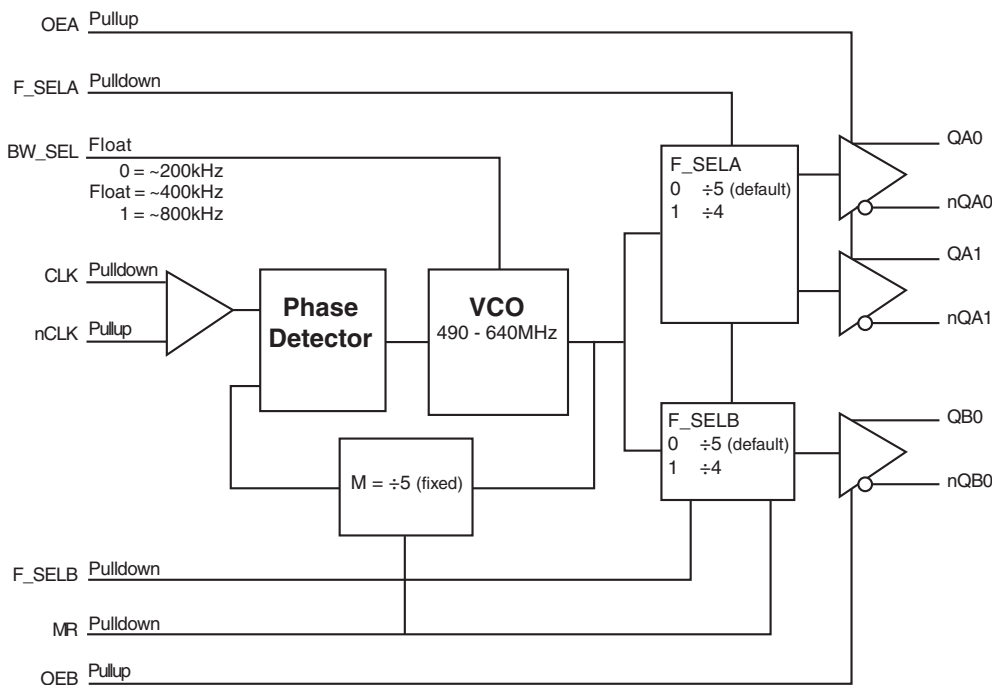 OEA Pullup
F_SELA Pulldown
BW_SEL Float
0 = ~200kHz
Float = ~400kHz
1 = ~800kHz
CLK Pulldown
nCLK Pullup
Phase
Detector
VCO
490 - 640MHz
M = ÷5 (fixed)
F_SELA
0 ÷5 (default)
1 ÷4
F_SELB
0 ÷5 (default)
1 ÷4
QA0
nQA0
QA1
nQA1
QB0
nQB0
F_SELB Pulldown
MR Pulldown
OEB Pullup